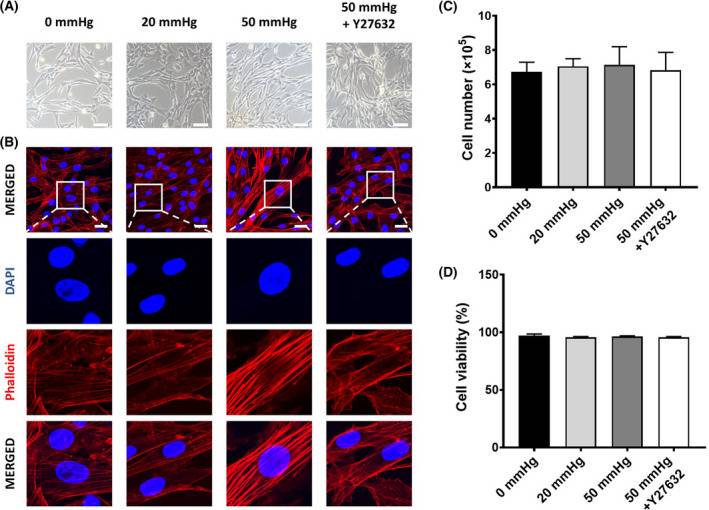 (A)
0 mmHg
20 mmHg
50 mmHg
50 mmHg
+ Y27632
(B)
MERGED
DAPI
Phalloidin
MERGED
(C)
Cell number (×10⁵)
8
6
4
2
0
0 mmHg
20 mmHg
50 mmHg
50 mmHg
+Y27632
(D)
Cell viability (%)
150
100
50
0
0 mmHg
20 mmHg
50 mmHg
50 mmHg
+Y27632